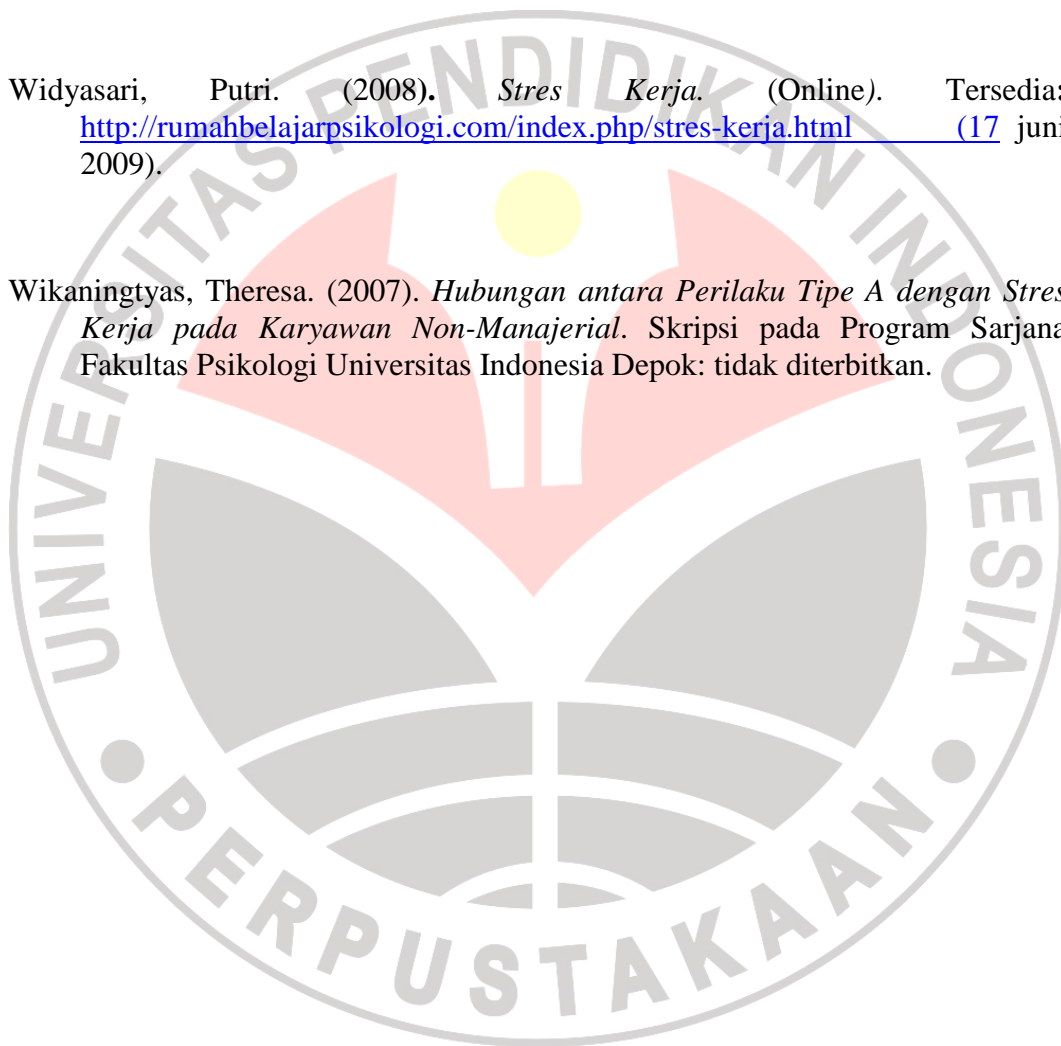 Widyasari, Putri. (2008). Stres Kerja. (Online). Tersedia:
http://rumahbelajarpsikologi.com/index.php/stres-kerja.html (17 juni
2009).
Wikaningtyas, Theresa. (2007). Hubungan antara Perilaku Tipe A dengan Stres
Kerja pada Karyawan Non-Manajerial. Skripsi pada Program Sarjana
Fakultas Psikologi Universitas Indonesia Depok: tidak diterbitkan.
UNIVERSITAS PENDIDIKAN INDONESIA
PERPUSTAKAAN